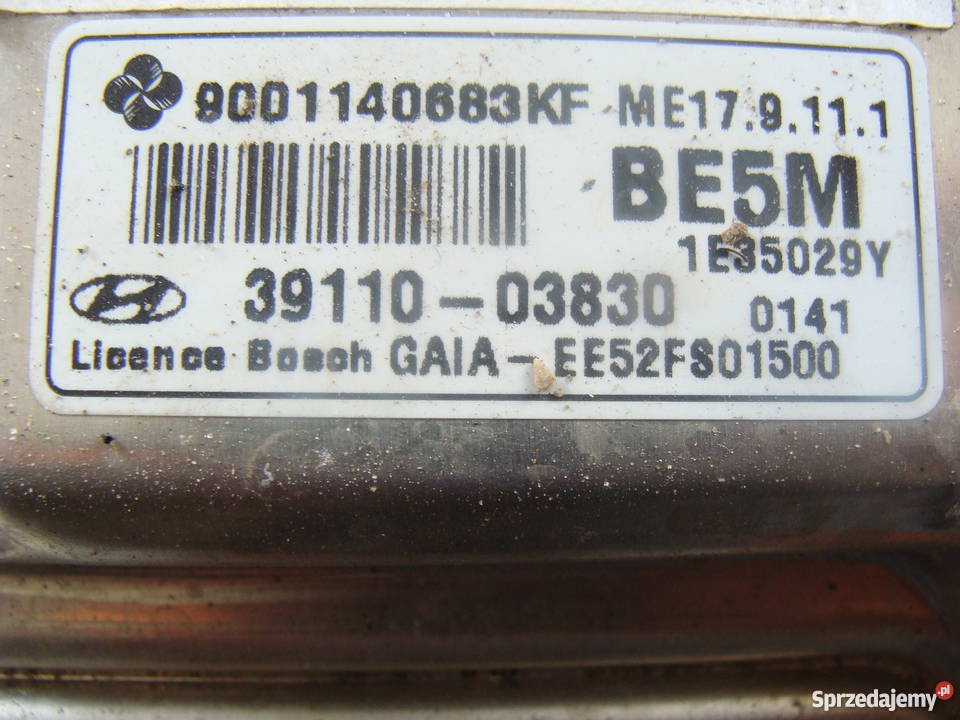 9001140683KF ME17.9.11.1
BE5M
1E35029Y
39110-03830 0141
Licence Bosch GAIA-EE52FS01500
Sprzedajemy.pl